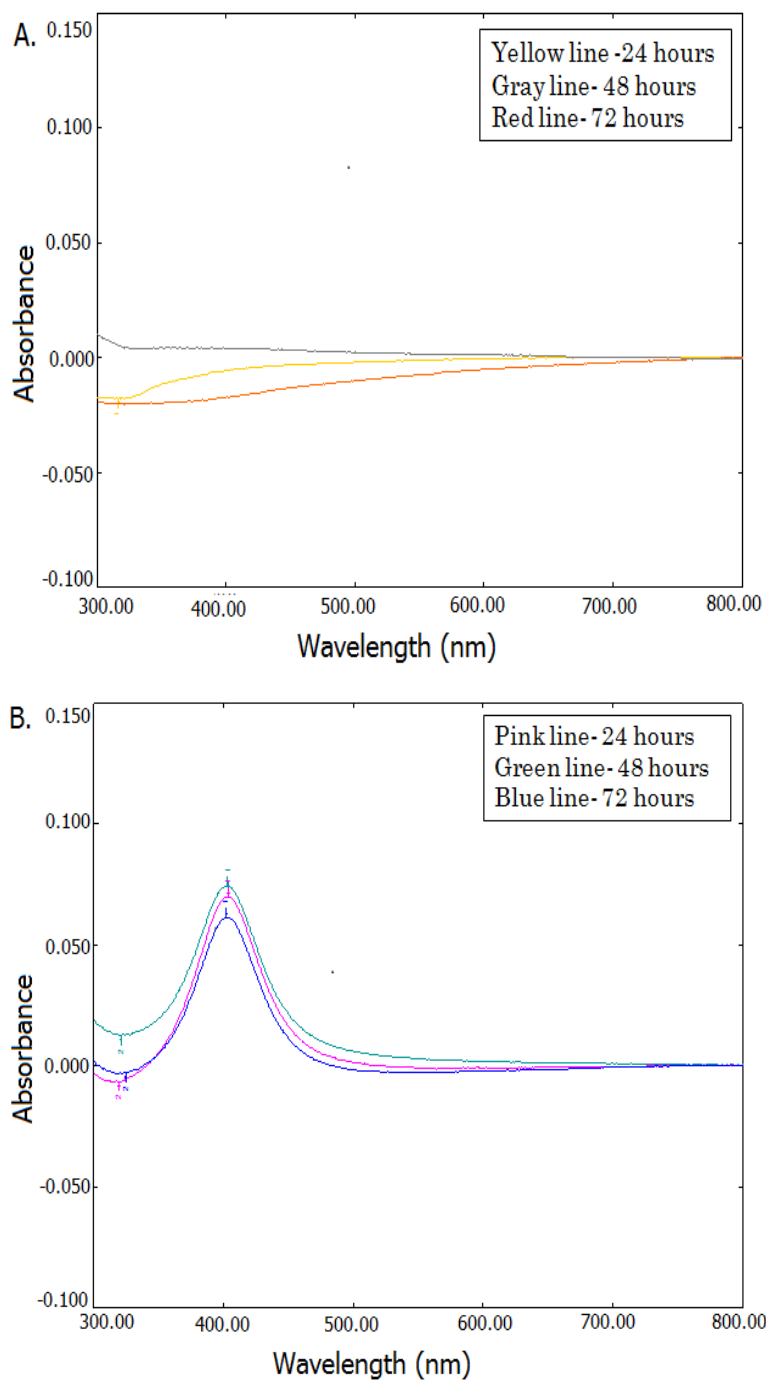 A.
Yellow line -24 hours
Gray line- 48 hours
Red line- 72 hours
0.150
0.100
0.050
0.000
-0.050
-0.100
Absorbance
300.00 400.00 500.00 600.00 700.00 800.00
Wavelength (nm)
B.
Pink line- 24 hours
Green line- 48 hours
Blue line- 72 hours
0.150
0.100
0.050
0.000
-0.050
-0.100
Absorbance
300.00 400.00 500.00 600.00 700.00 800.00
Wavelength (nm)